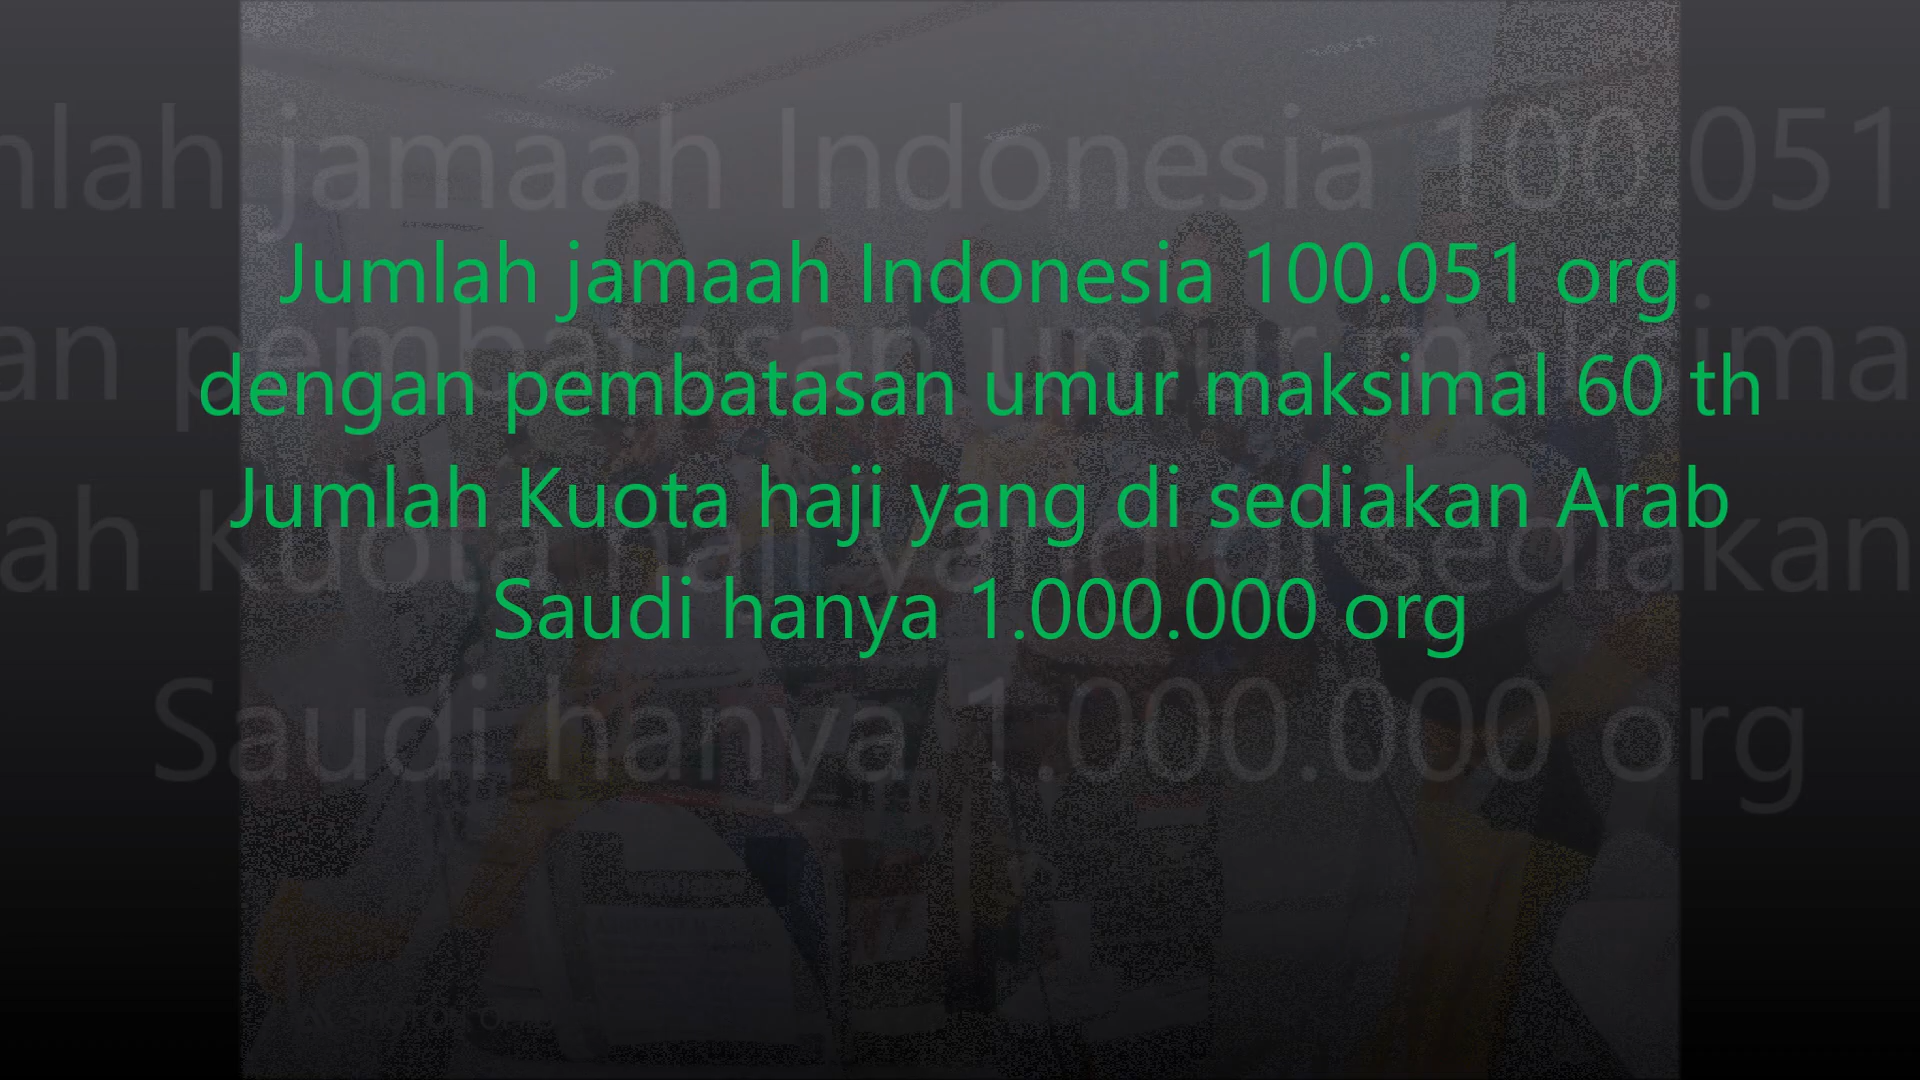 Jumlah jamaah Indonesia 100.051 org
dengan pembatasan umur maksimal 60 th
Jumlah Kuota haji yang di sediakan Arab
Saudi hanya 1.000.000 org